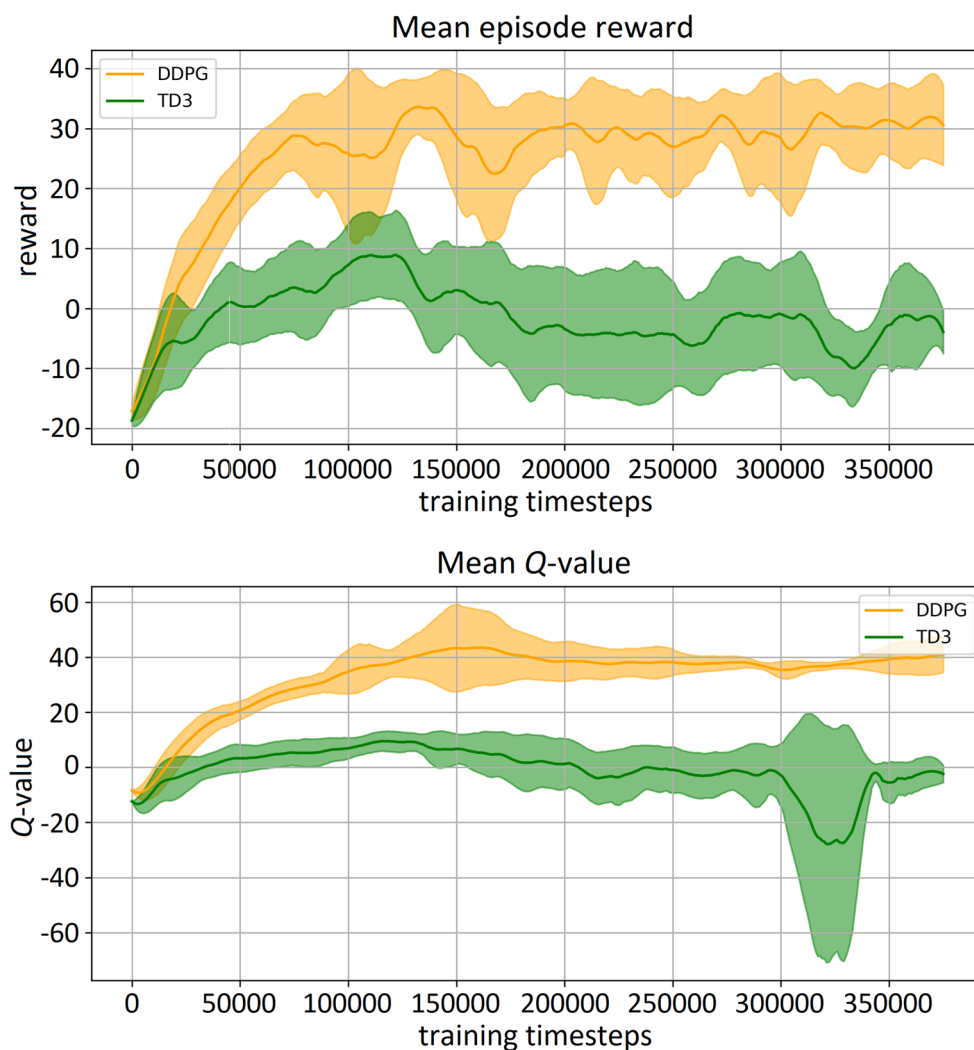 Mean episode reward
DDPG
TD3
40
30
20
10
0
-10
-20
reward
0 50000 100000 150000 200000 250000 300000 350000
training timesteps
Mean Q-value
DDPG
TD3
60
40
20
0
-20
-40
-60
Q-value
0 50000 100000 150000 200000 250000 300000 350000
training timesteps